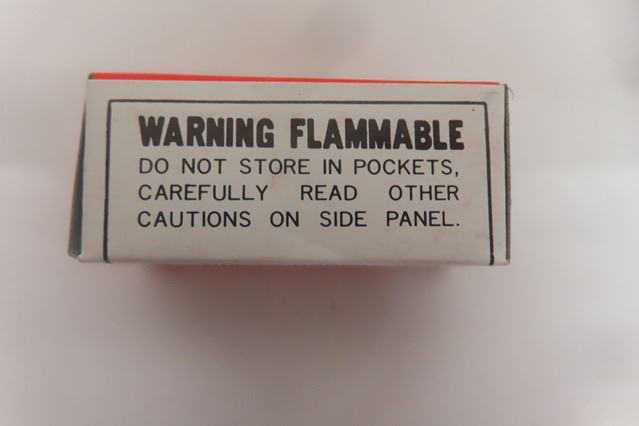 WARNING FLAMMABLE
DO NOT STORE IN POCKETS,
CAREFULLY READ OTHER
CAUTIONS ON SIDE PANEL.